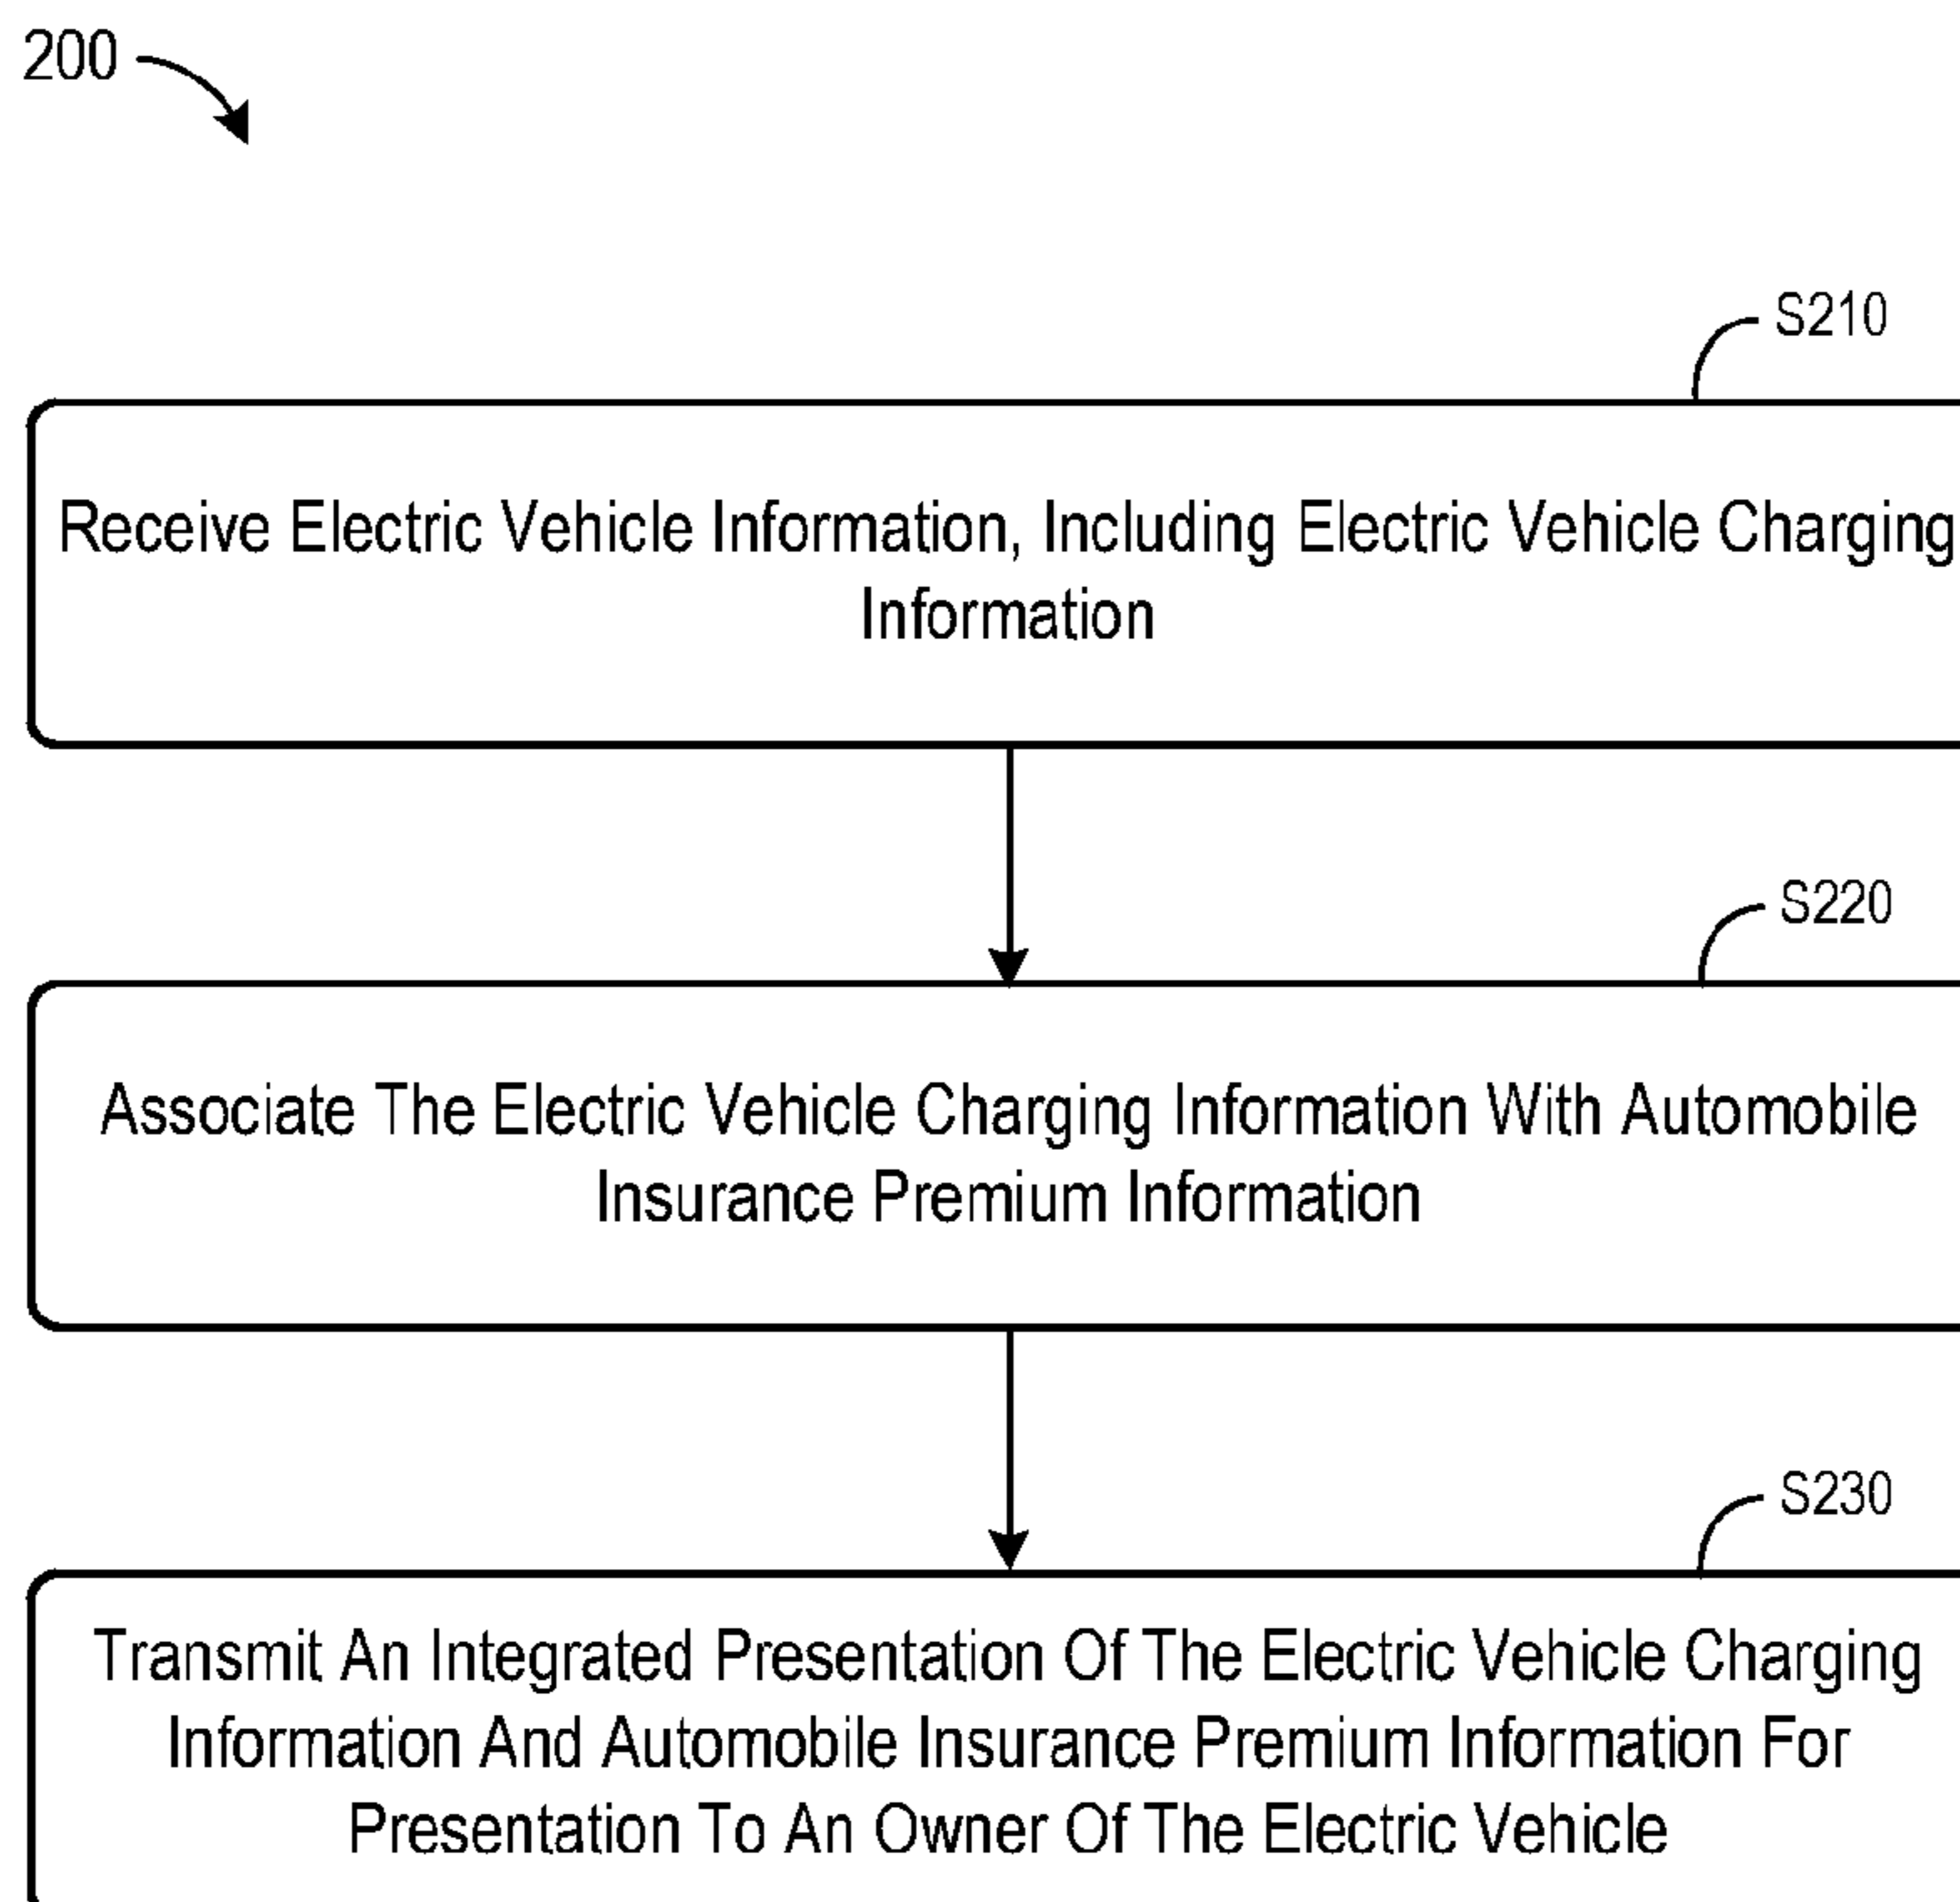 200
S210
Receive Electric Vehicle Information, Including Electric Vehicle Charging
Information
S220
Associate The Electric Vehicle Charging Information With Automobile
Insurance Premium Information
S230
Transmit An Integrated Presentation Of The Electric Vehicle Charging
Information And Automobile Insurance Premium Information For
Presentation To An Owner Of The Electric Vehicle